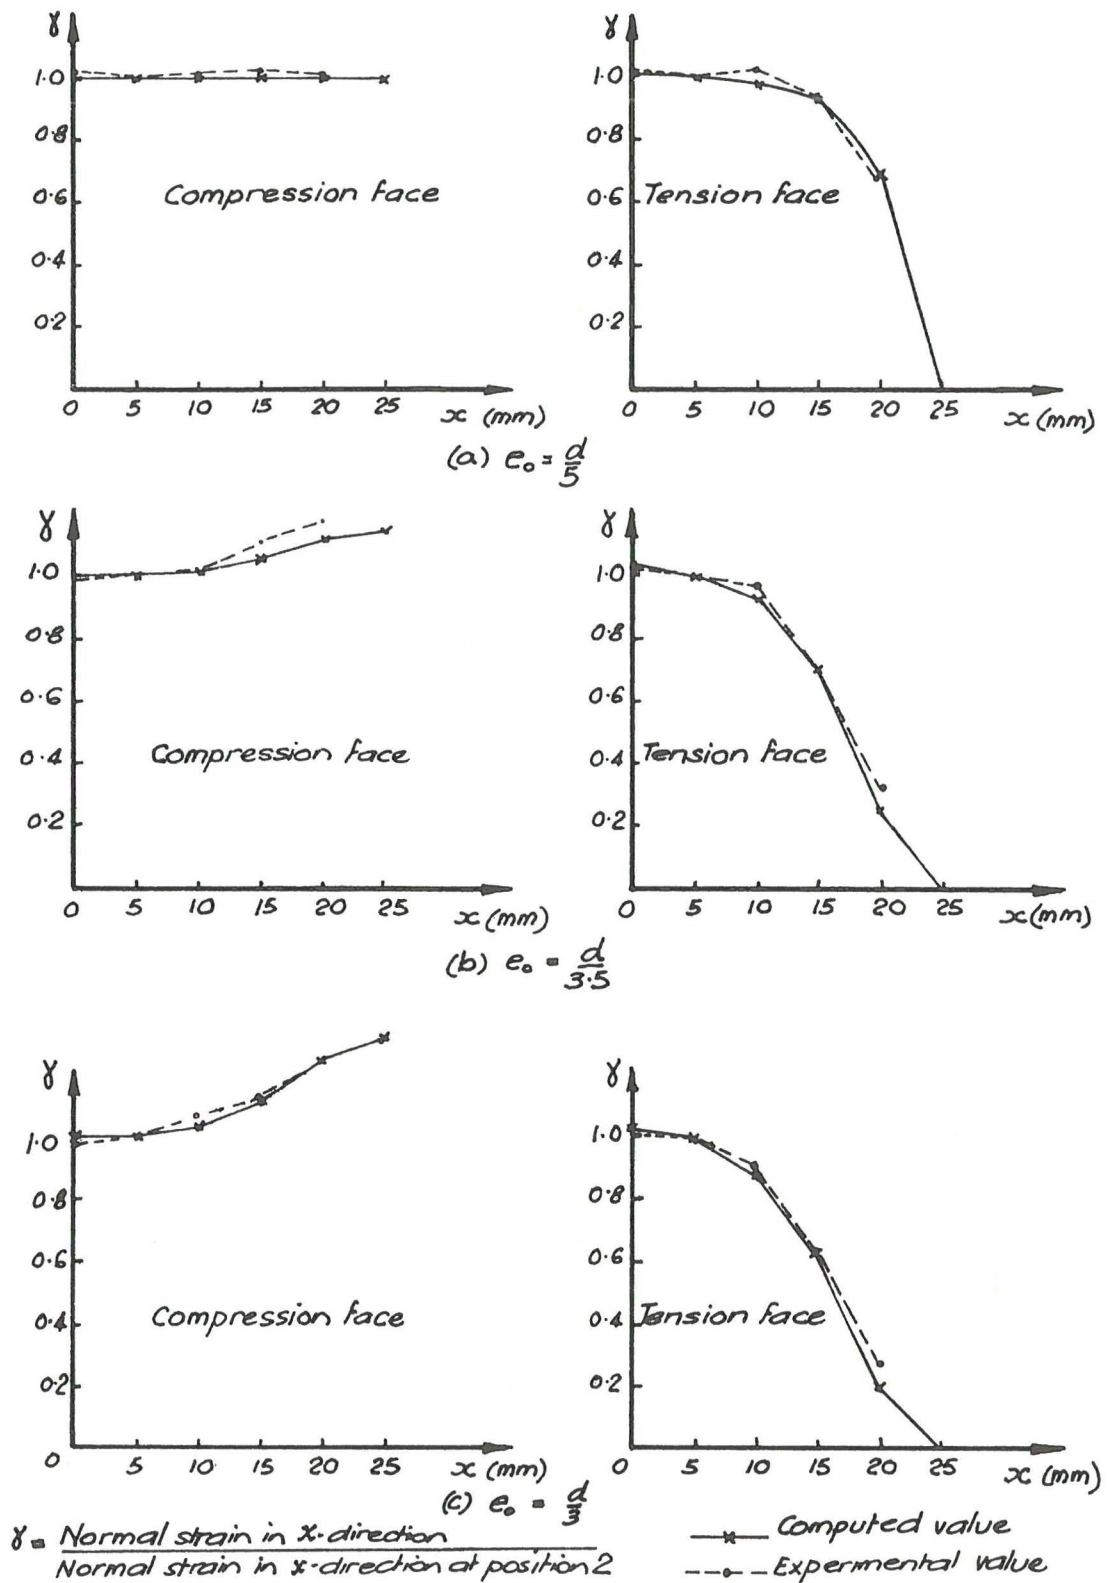 γ γ
1.0 1.0
0.8 0.8
0.6 Compression face 0.6 Tension face
0.4 0.4
0.2 0.2
0 5 10 15 20 25 x (mm) 0 5 10 15 20 25 x (mm)
(a) e₀ = d/5
γ γ
1.0 1.0
0.8 0.8
0.6 0.6
0.4 Compression face 0.4 Tension face
0.2 0.2
0 5 10 15 20 25 x (mm) 0 5 10 15 20 25 x (mm)
(b) e₀ = d/3.5
γ γ
1.0 1.0
0.8 0.8
0.6 0.6
0.4 Compression face 0.4 Tension face
0.2 0.2
0 5 10 15 20 25 x (mm) 0 5 10 15 20 25 x (mm)
(c) e₀ = d/3
γ = Normal strain in x-direction
Normal strain in x-direction at position 2
Computed value
Experimental value